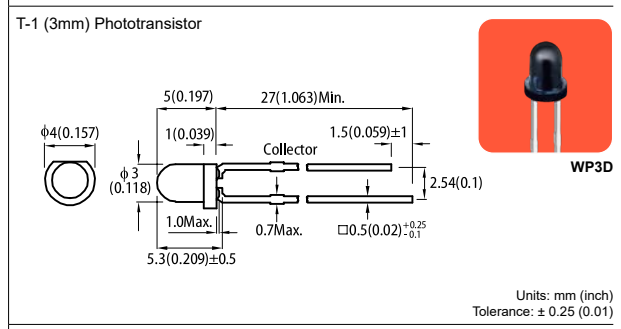 T-1 (3mm) Phototransistor
5(0.197)
27(1.063)Min.
ϕ4(0.157)
1(0.039)
1.5(0.059)±1
Collector
WP3D
ϕ3
(0.118)
2.54(0.1)
1.0Max.
0.7Max.
□0.5(0.02)+0.25
-0.1
5.3(0.209)±0.5
Units: mm (inch)
Tolerance: ± 0.25 (0.01)